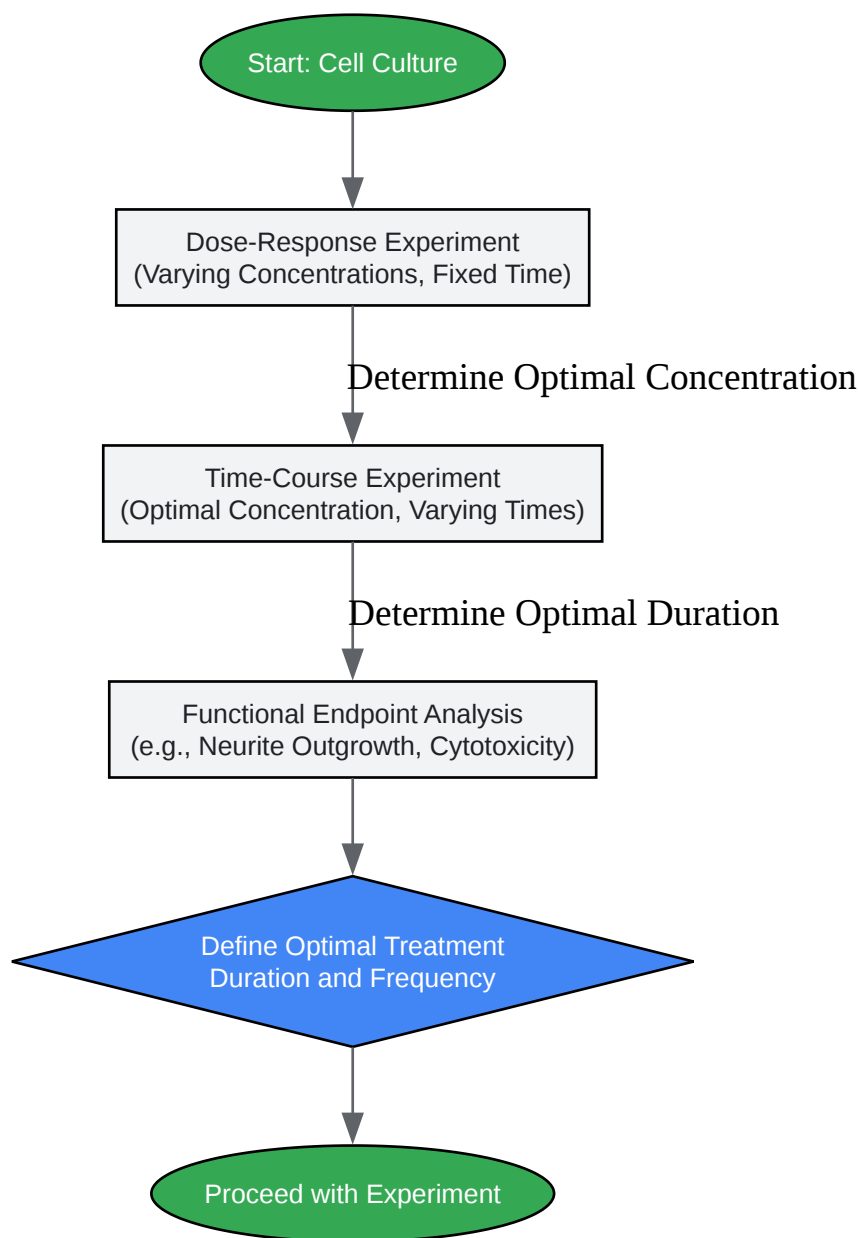 Start: Cell Culture
Dose-Response Experiment
(Varying Concentrations, Fixed Time)
Determine Optimal Concentration
Time-Course Experiment
(Optimal Concentration, Varying Times)
Determine Optimal Duration
Functional Endpoint Analysis
(e.g., Neurite Outgrowth, Cytotoxicity)
Define Optimal Treatment
Duration and Frequency
Proceed with Experiment